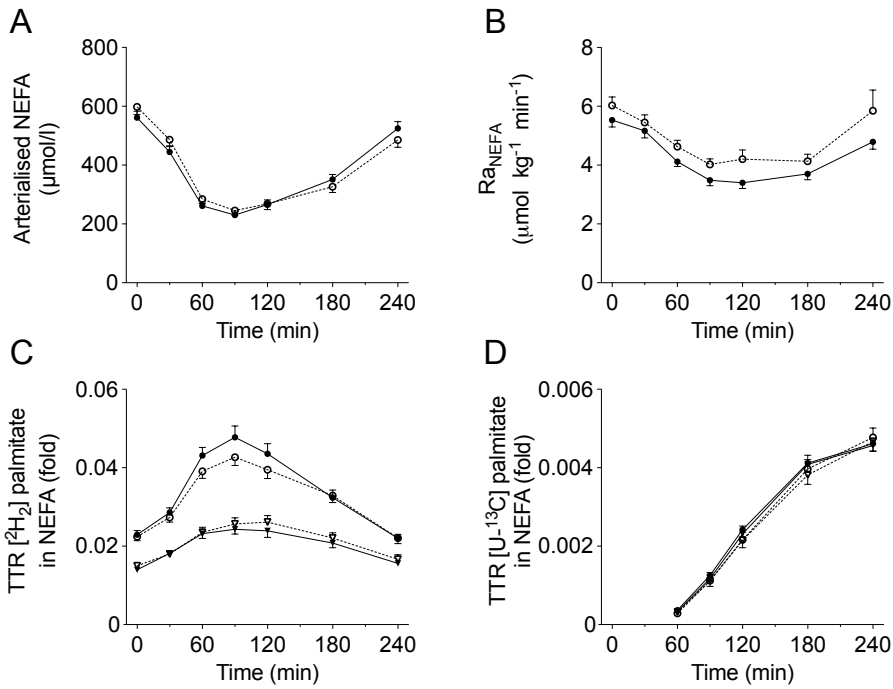 A
Arterialised NEFA
(µmol/l)
800
600
400
200
0
0 60 120 180 240
Time (min)
B
Ra_NEFA
(µmol kg⁻¹ min⁻¹)
8
6
4
2
0
0 60 120 180 240
Time (min)
C
TTR [²H₂] palmitate
in NEFA (fold)
0.06
0.04
0.02
0
0 60 120 180 240
Time (min)
D
TTR [U-¹³C] palmitate
in NEFA (fold)
0.006
0.004
0.002
0
0 60 120 180 240
Time (min)